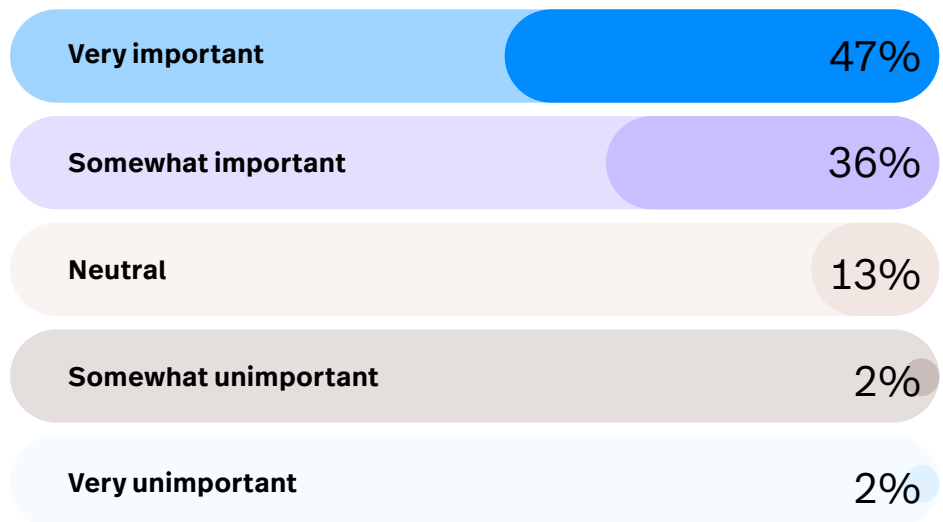 Very important 47%
Somewhat important 36%
Neutral 13%
Somewhat unimportant 2%
Very unimportant 2%